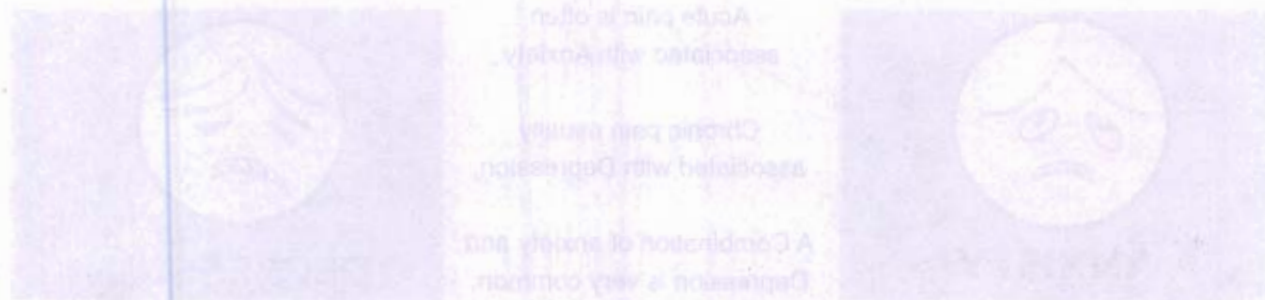 Acute pain is often
associated with Anxiety.
Chronic pain usually
associated with Depression,
A Combination of anxiety and
Depression is very common.